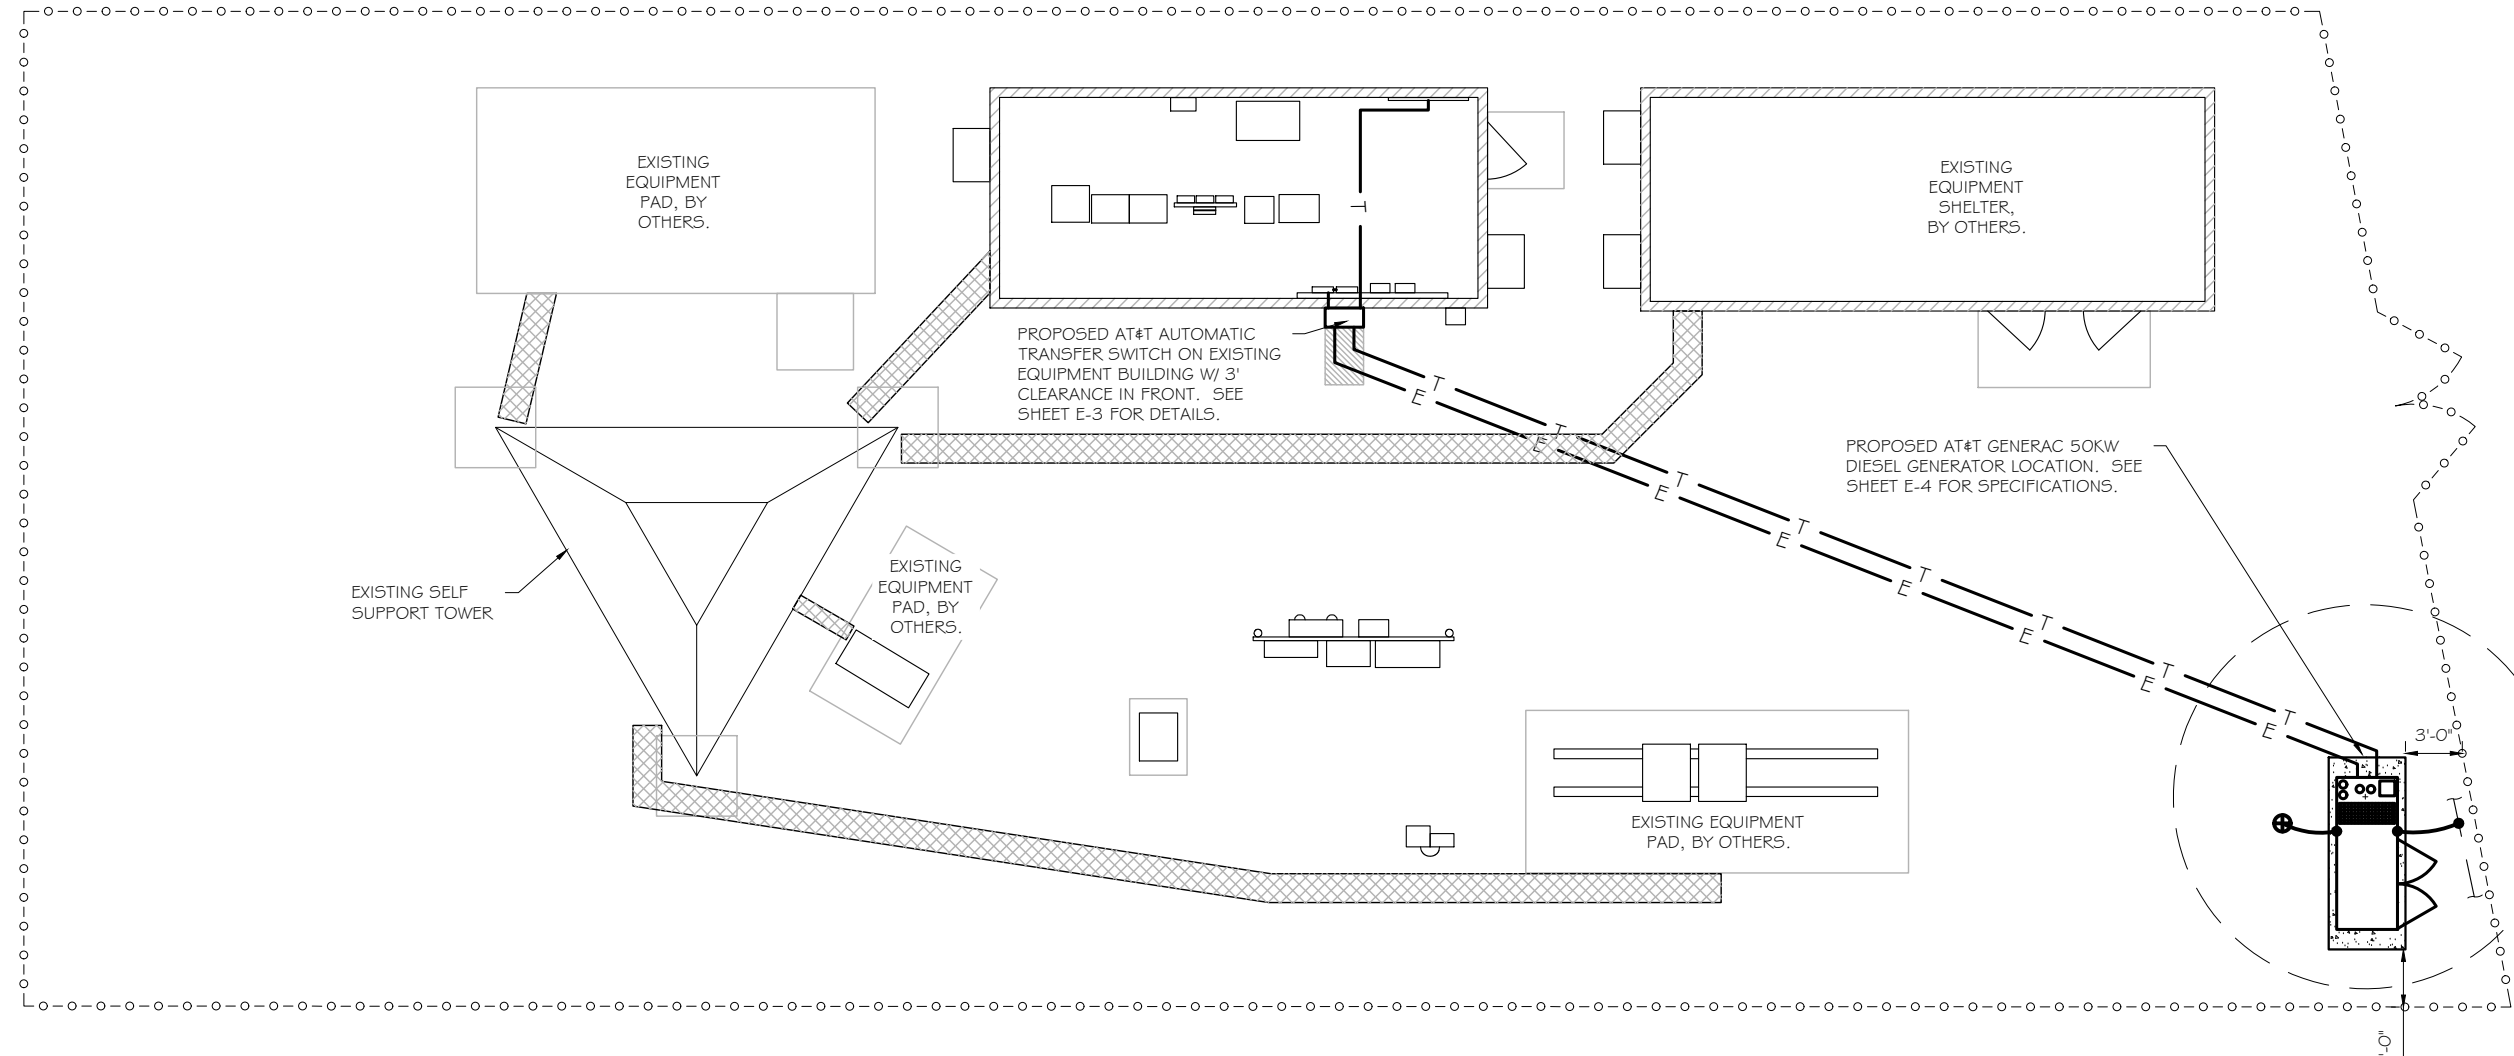 EXISTING
EQUIPMENT
PAD, BY
OTHERS.
EXISTING
EQUIPMENT
SHELTER,
BY OTHERS.
T
PROPOSED AT&T AUTOMATIC
TRANSFER SWITCH ON EXISTING
EQUIPMENT BUILDING W/ 3'
CLEARANCE IN FRONT. SEE
SHEET E-3 FOR DETAILS.
T
E
T
E
PROPOSED AT&T GENERAC 50KW
DIESEL GENERATOR LOCATION. SEE
SHEET E-4 FOR SPECIFICATIONS.
T
E
T
E
T
E
EXISTING SELF
SUPPORT TOWER
EXISTING
EQUIPMENT
PAD, BY
OTHERS.
T
E
T
E
T
E
3'-0"
EXISTING EQUIPMENT
PAD, BY OTHERS.